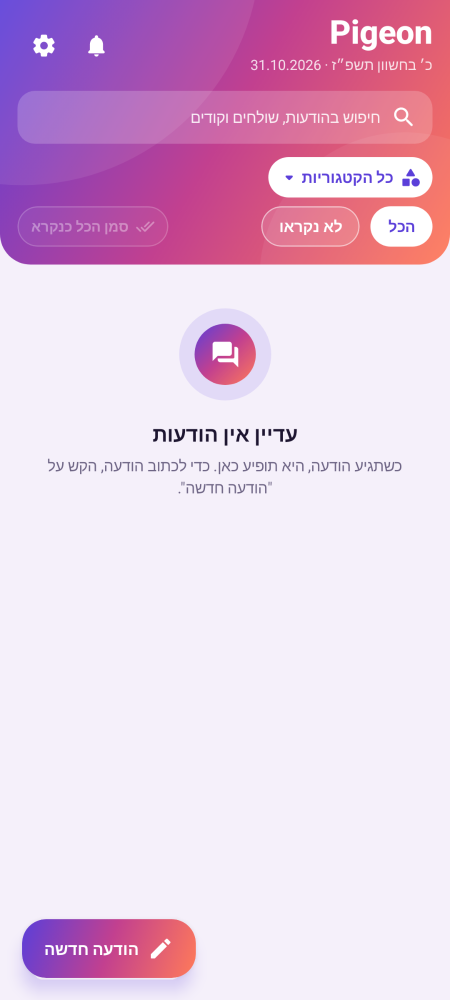 Pigeon
כ׳ בחשוון תשפ״ז · 31.10.2026
חיפוש בהודעות, שולחים וקודים
כל הקטגוריות
הכל
לא נקראו
סמן הכל כנקרא
עדיין אין הודעות
כשתגיע הודעה, היא תופיע כאן. כדי לכתוב הודעה, הקש על
"הודעה חדשה".
הודעה חדשה